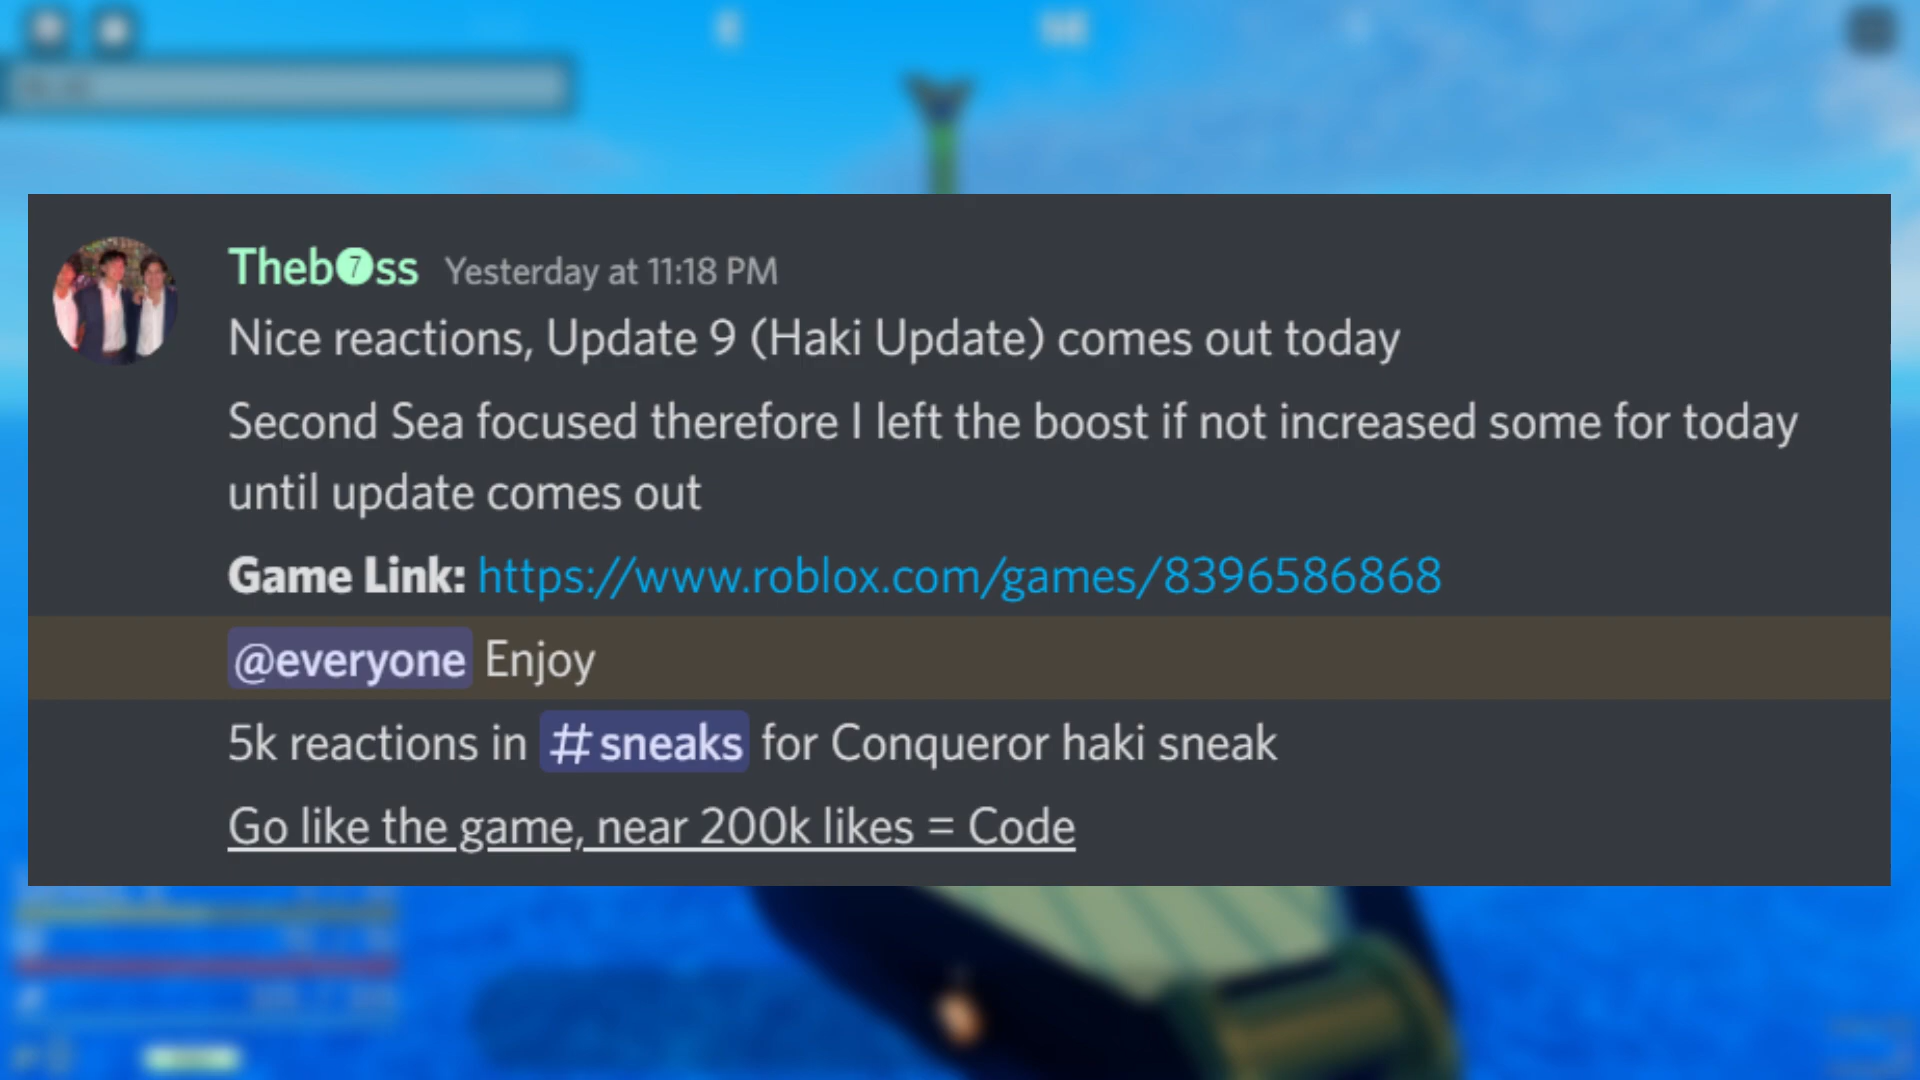 Theb❼ss Yesterday at 11:18 PM
Nice reactions, Update 9 (Haki Update) comes out today
Second Sea focused therefore I left the boost if not increased some for today
until update comes out
Game Link: https://www.roblox.com/games/8396586868
@everyone Enjoy
5k reactions in #sneaks for Conqueror haki sneak
Go like the game, near 200k likes = Code